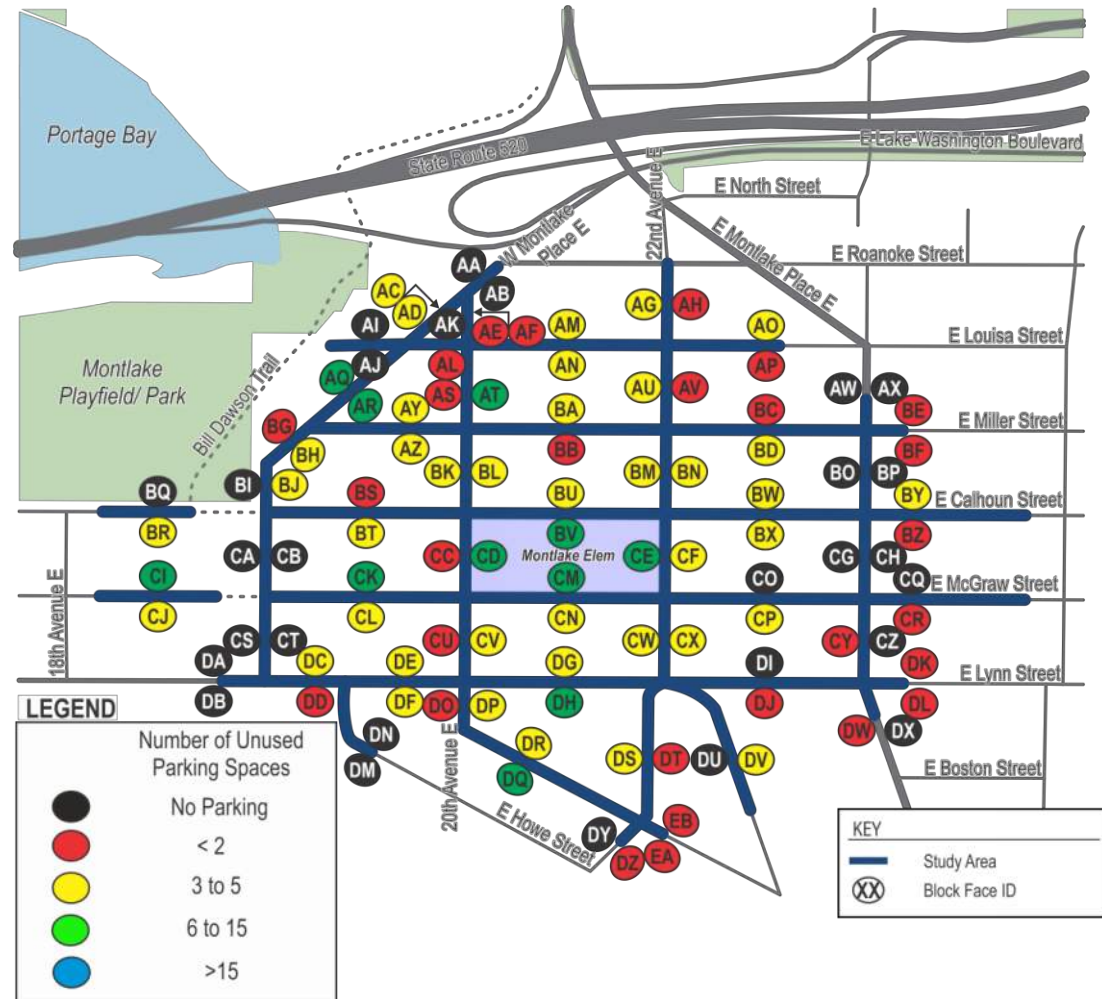 Portage Bay
State Route 520
E Lake Washington Boulevard
E North Street
22nd Avenue E
W Montlake
Place E
E Montlake Place E
E Roanoke Street
AA
AB
AC
AD
AK
AE
AF
AI
AJ
AM
AG
AH
AO
E Louisa Street
Montlake
Playfield/ Park
Bill Dawson Trail
AQ
AR
AL
AS
AT
AN
AU
AV
AP
AW
AX
BE
BG
AY
BA
BC
E Miller Street
BH
AZ
BB
BD
BF
BI
BJ
BK
BL
BM
BN
BO
BP
BQ
BS
BU
BW
BY
E Calhoun Street
BR
BT
BV
BX
BZ
CA
CB
CC
CD
Montlake Elem
CE
CF
CG
CH
CI
CK
CM
CO
CQ
E McGraw Street
18th Avenue E
CJ
CL
CN
CP
CR
CS
CT
CU
CV
CW
CX
CY
CZ
DA
DC
DE
DG
DI
DK
E Lynn Street
DB
DD
DF
DO
DP
DH
DJ
DL
DN
DM
DR
DQ
DS
DT
DU
DV
DW
DX
20th Avenue E
E Howe Street
E Boston Street
DY
DZ
EA
EB
LEGEND
Number of Unused
Parking Spaces
No Parking
< 2
3 to 5
6 to 15
>15
KEY
Study Area
XX Block Face ID